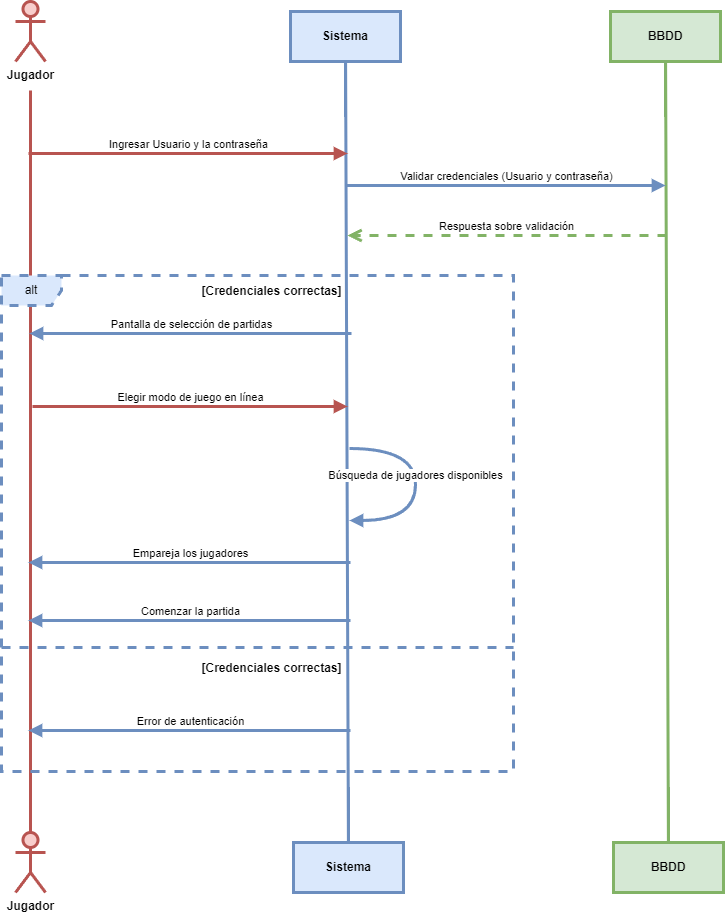 Jugador
Sistema
BBDD
Ingresar Usuario y la contraseña
Validar credenciales (Usuario y contraseña)
Respuesta sobre validación
alt
[Credenciales correctas]
Pantalla de selección de partidas
Elegir modo de juego en línea
Búsqueda de jugadores disponibles
Empareja los jugadores
Comenzar la partida
[Credenciales correctas]
Error de autenticación
Jugador
Sistema
BBDD